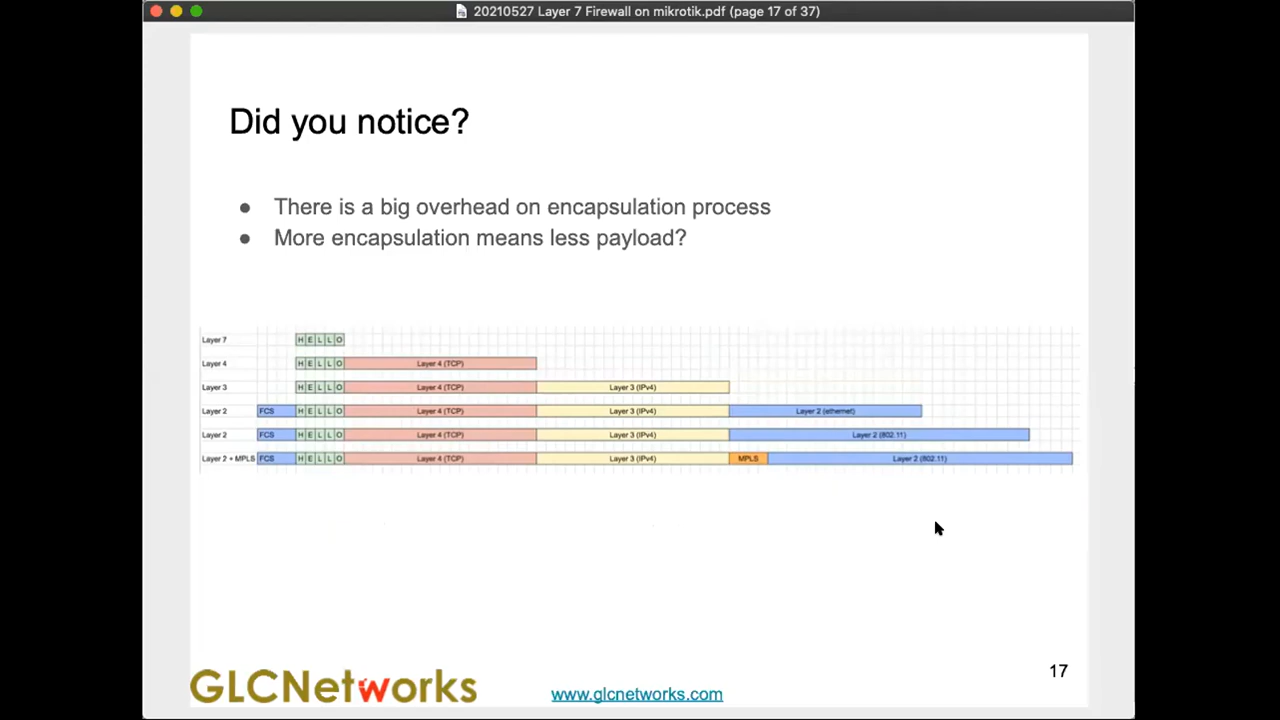 20210527 Layer 7 Firewall on mikrotik.pdf (page 17 of 37)
Did you notice?
● There is a big overhead on encapsulation process
● More encapsulation means less payload?
Layer 7 H E L L O
Layer 4 H E L L O Layer 4 (TCP)
Layer 3 H E L L O Layer 4 (TCP) Layer 3 (IPv4)
Layer 2 FCS H E L L O Layer 4 (TCP) Layer 3 (IPv4) Layer 2 (ethernet)
Layer 2 FCS H E L L O Layer 4 (TCP) Layer 3 (IPv4) Layer 2 (802.11)
Layer 2 + MPLS FCS H E L L O Layer 4 (TCP) Layer 3 (IPv4) MPLS Layer 2 (802.11)
17
GLCNetworks
www.glcnetworks.com